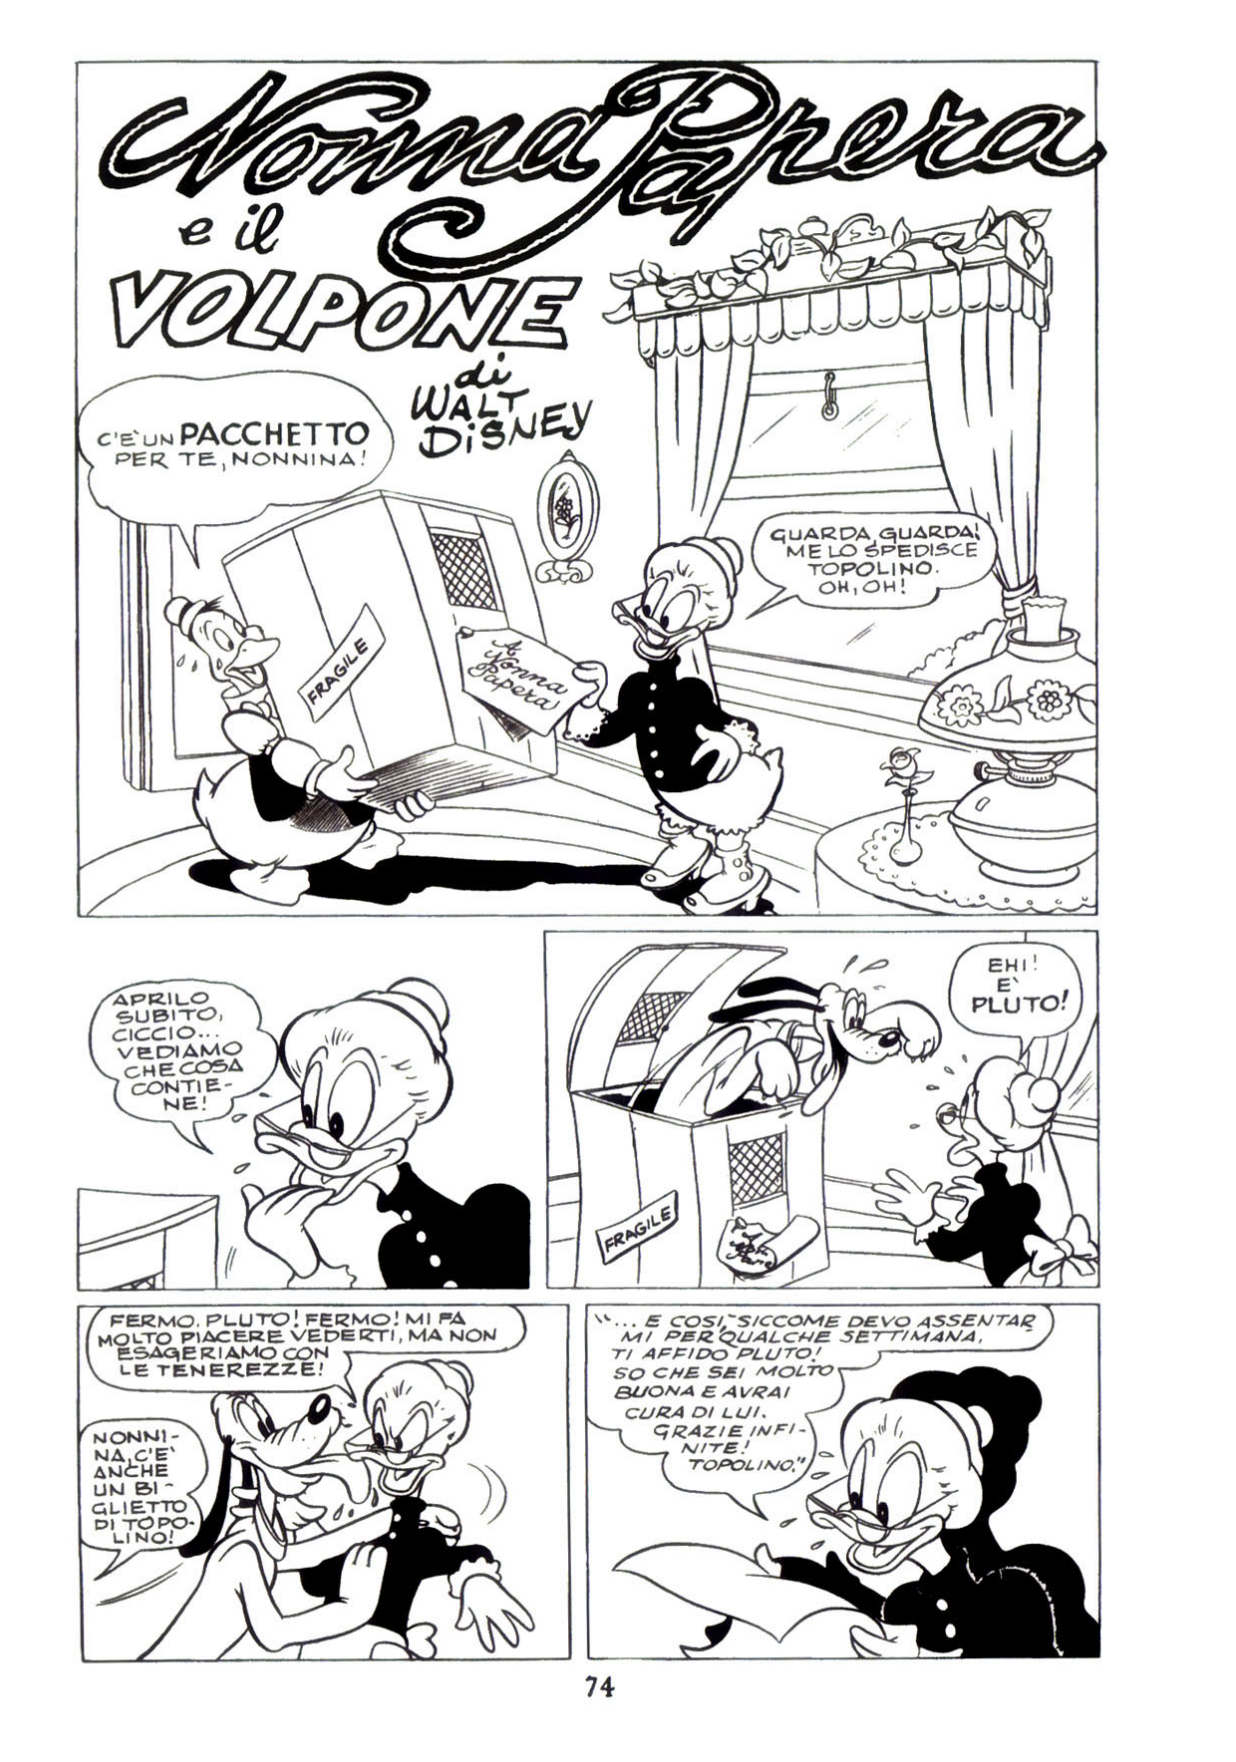 Nonna Papera
e il
VOLPONE
di
WALT
DiSNEY
C'E' UN PACCHETTO
PER TE, NONNINA!
GUARDA, GUARDA!
ME LO SPEDISCE
TOPOLINO.
OH, OH!
FRAGILE
A
Nonna
Papera
APRILO
SUBITO,
CICCIO...
VEDIAMO
CHE COSA
CONTIE-
NE!
EHI!
E'
PLUTO!
FRAGILE
A
FERMO, PLUTO! FERMO! MI FA
MOLTO PIACERE VEDERTI, MA NON
ESAGERIAMO CON
LE TENEREZZE!
NONNI-
NA, C'E'
ANCHE
UN BI-
GLIETTO
DI TOPO-
LINO!
"... E COSI', SICCOME DEVO ASSENTAR
MI PER QUALCHE SETTIMANA,
TI AFFIDO PLUTO!
SO CHE SEI MOLTO
BUONA E AVRAI
CURA DI LUI.
GRAZIE INFI-
NITE!
TOPOLINO."
74